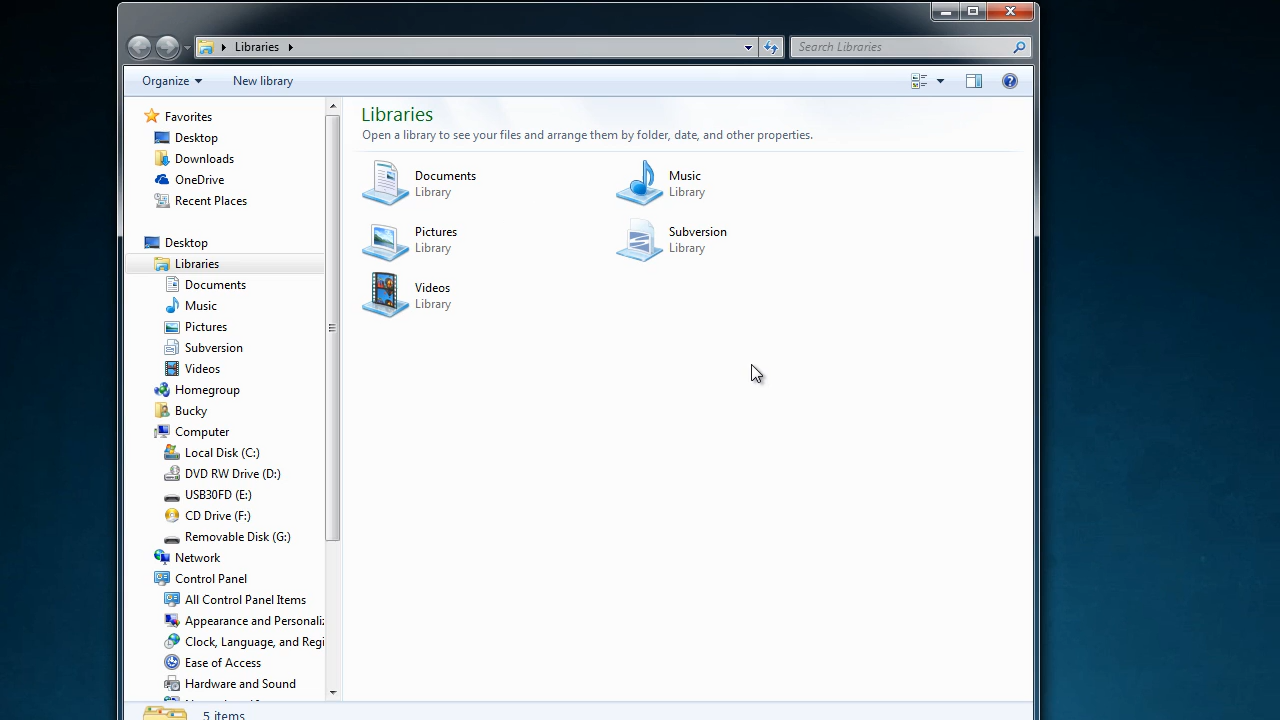 Libraries
Search Libraries
Organize
New library
Favorites
Desktop
Downloads
OneDrive
Recent Places
Desktop
Libraries
Documents
Music
Pictures
Subversion
Videos
Homegroup
Bucky
Computer
Local Disk (C:)
DVD RW Drive (D:)
USB30FD (E:)
CD Drive (F:)
Removable Disk (G:)
Network
Control Panel
All Control Panel Items
Appearance and Personaliz
Clock, Language, and Regi
Ease of Access
Hardware and Sound
Libraries
Open a library to see your files and arrange them by folder, date, and other properties.
Documents
Library
Music
Library
Pictures
Library
Subversion
Library
Videos
Library
5 items